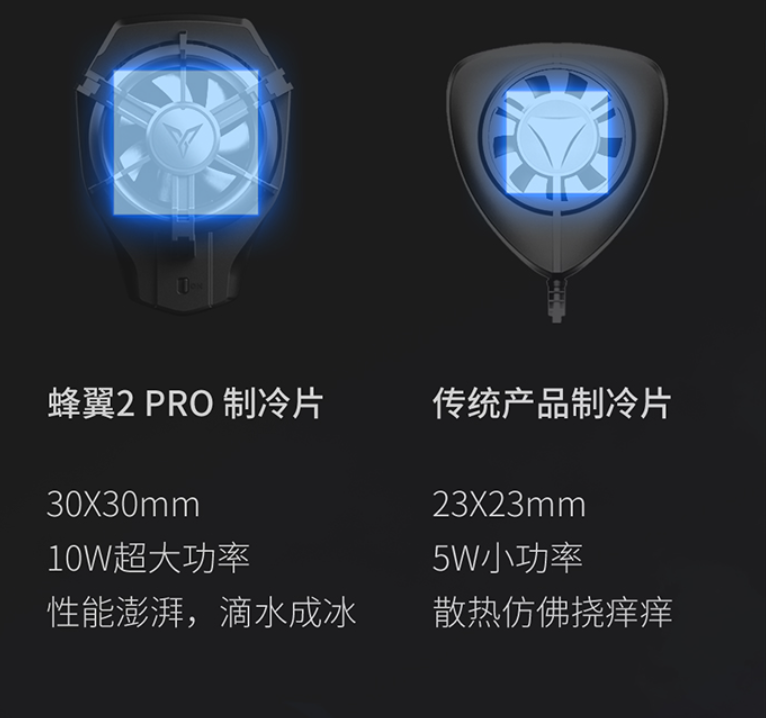 蜂翼2 PRO 制冷片
传统产品制冷片
30X30mm
23X23mm
10W超大功率
5W小功率
性能澎湃，滴水成冰
散热仿佛挠痒痒